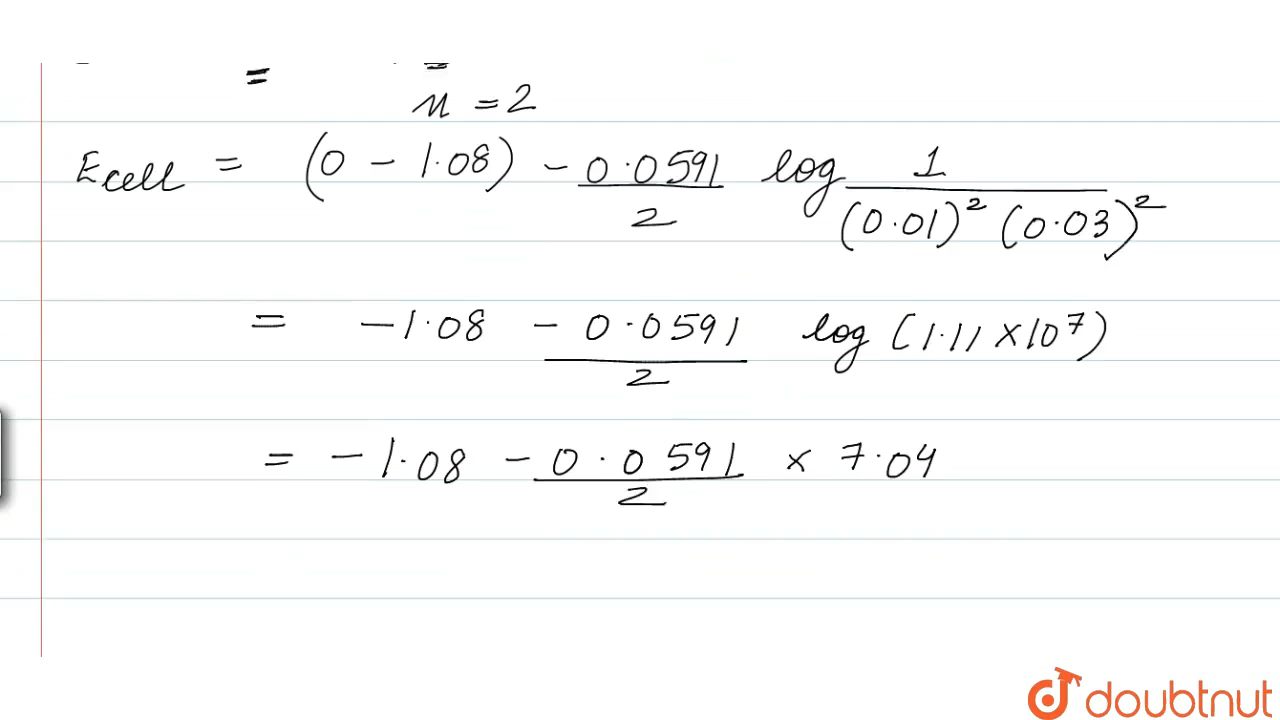 =
n = 2
Ecell = (0 - 1.08) - 0.0591/2 log 1/(0.01)² (0.03)²
= -1.08 - 0.0591/2 log (1.11 × 10⁷)
= -1.08 - 0.0591/2 × 7.04
doubtnut